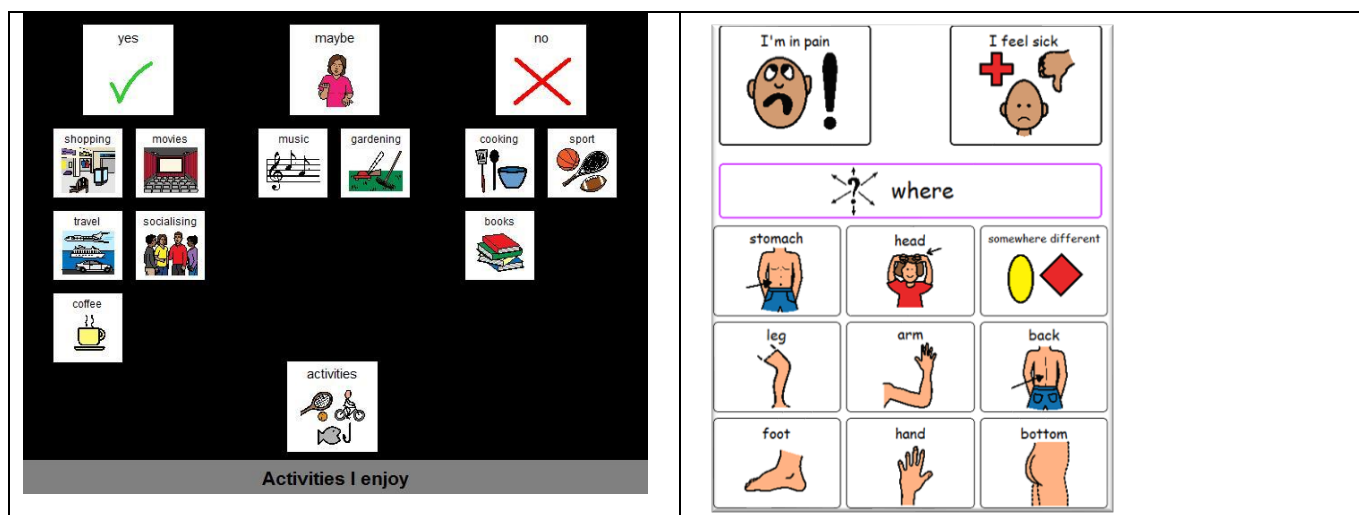 yes maybe no
shopping movies music gardening cooking sport
travel socialising books
coffee
activities
Activities I enjoy
I'm in pain I feel sick
? where
stomach head somewhere different
leg arm back
foot hand bottom